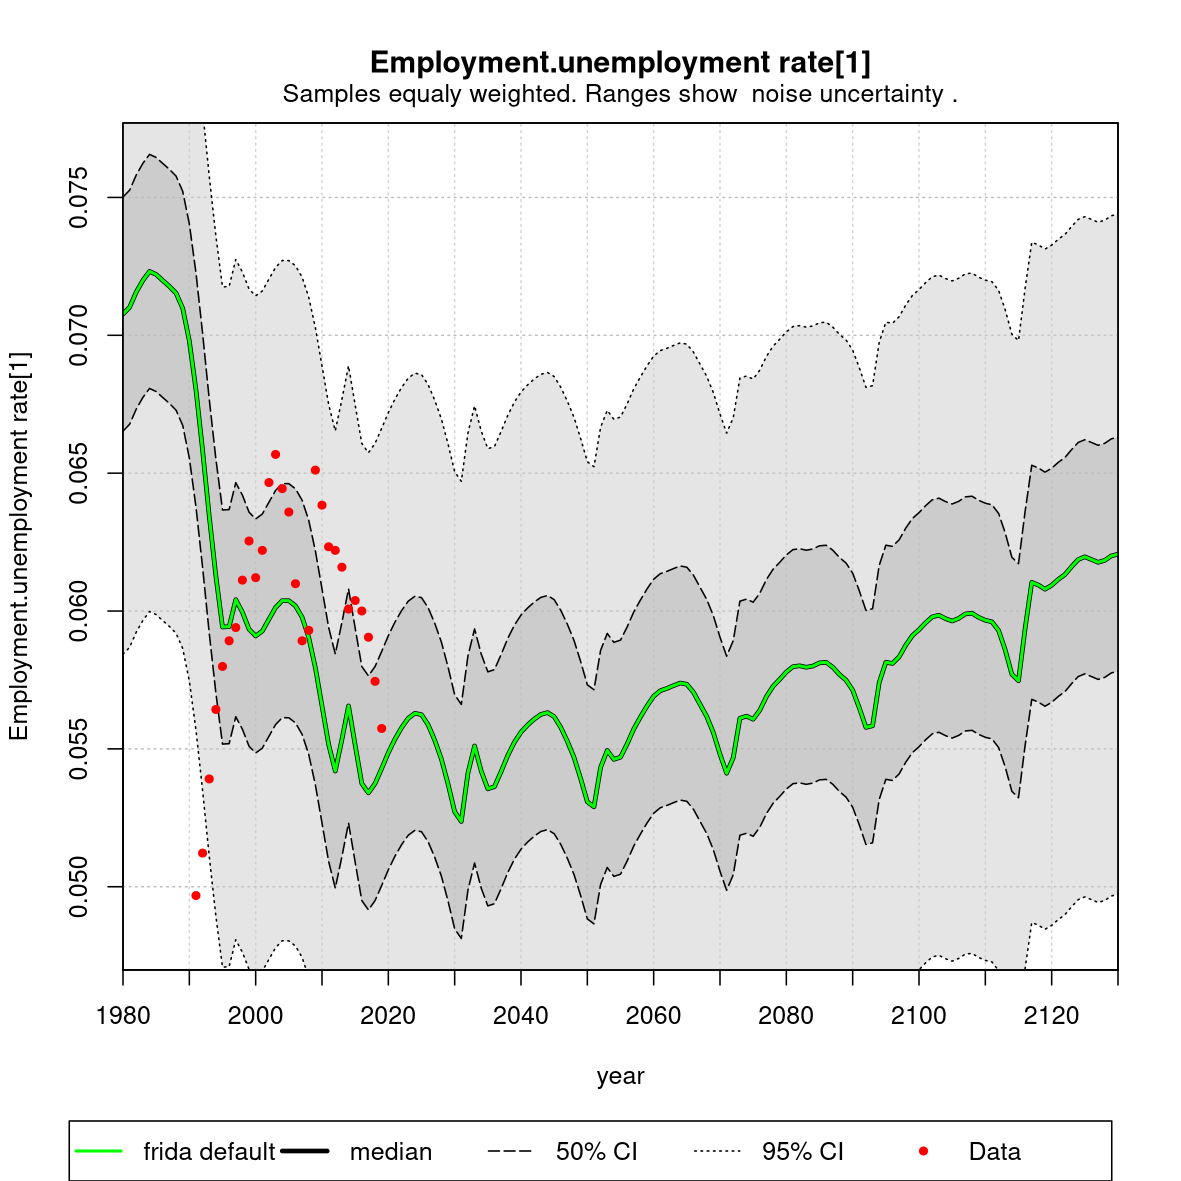 Employment.unemployment rate[1]
Samples equaly weighted. Ranges show  noise uncertainty .
Employment.unemployment rate[1]
0.075
0.070
0.065
0.060
0.055
0.050
1980 2000 2020 2040 2060 2080 2100 2120
year
frida default median 50% CI 95% CI Data